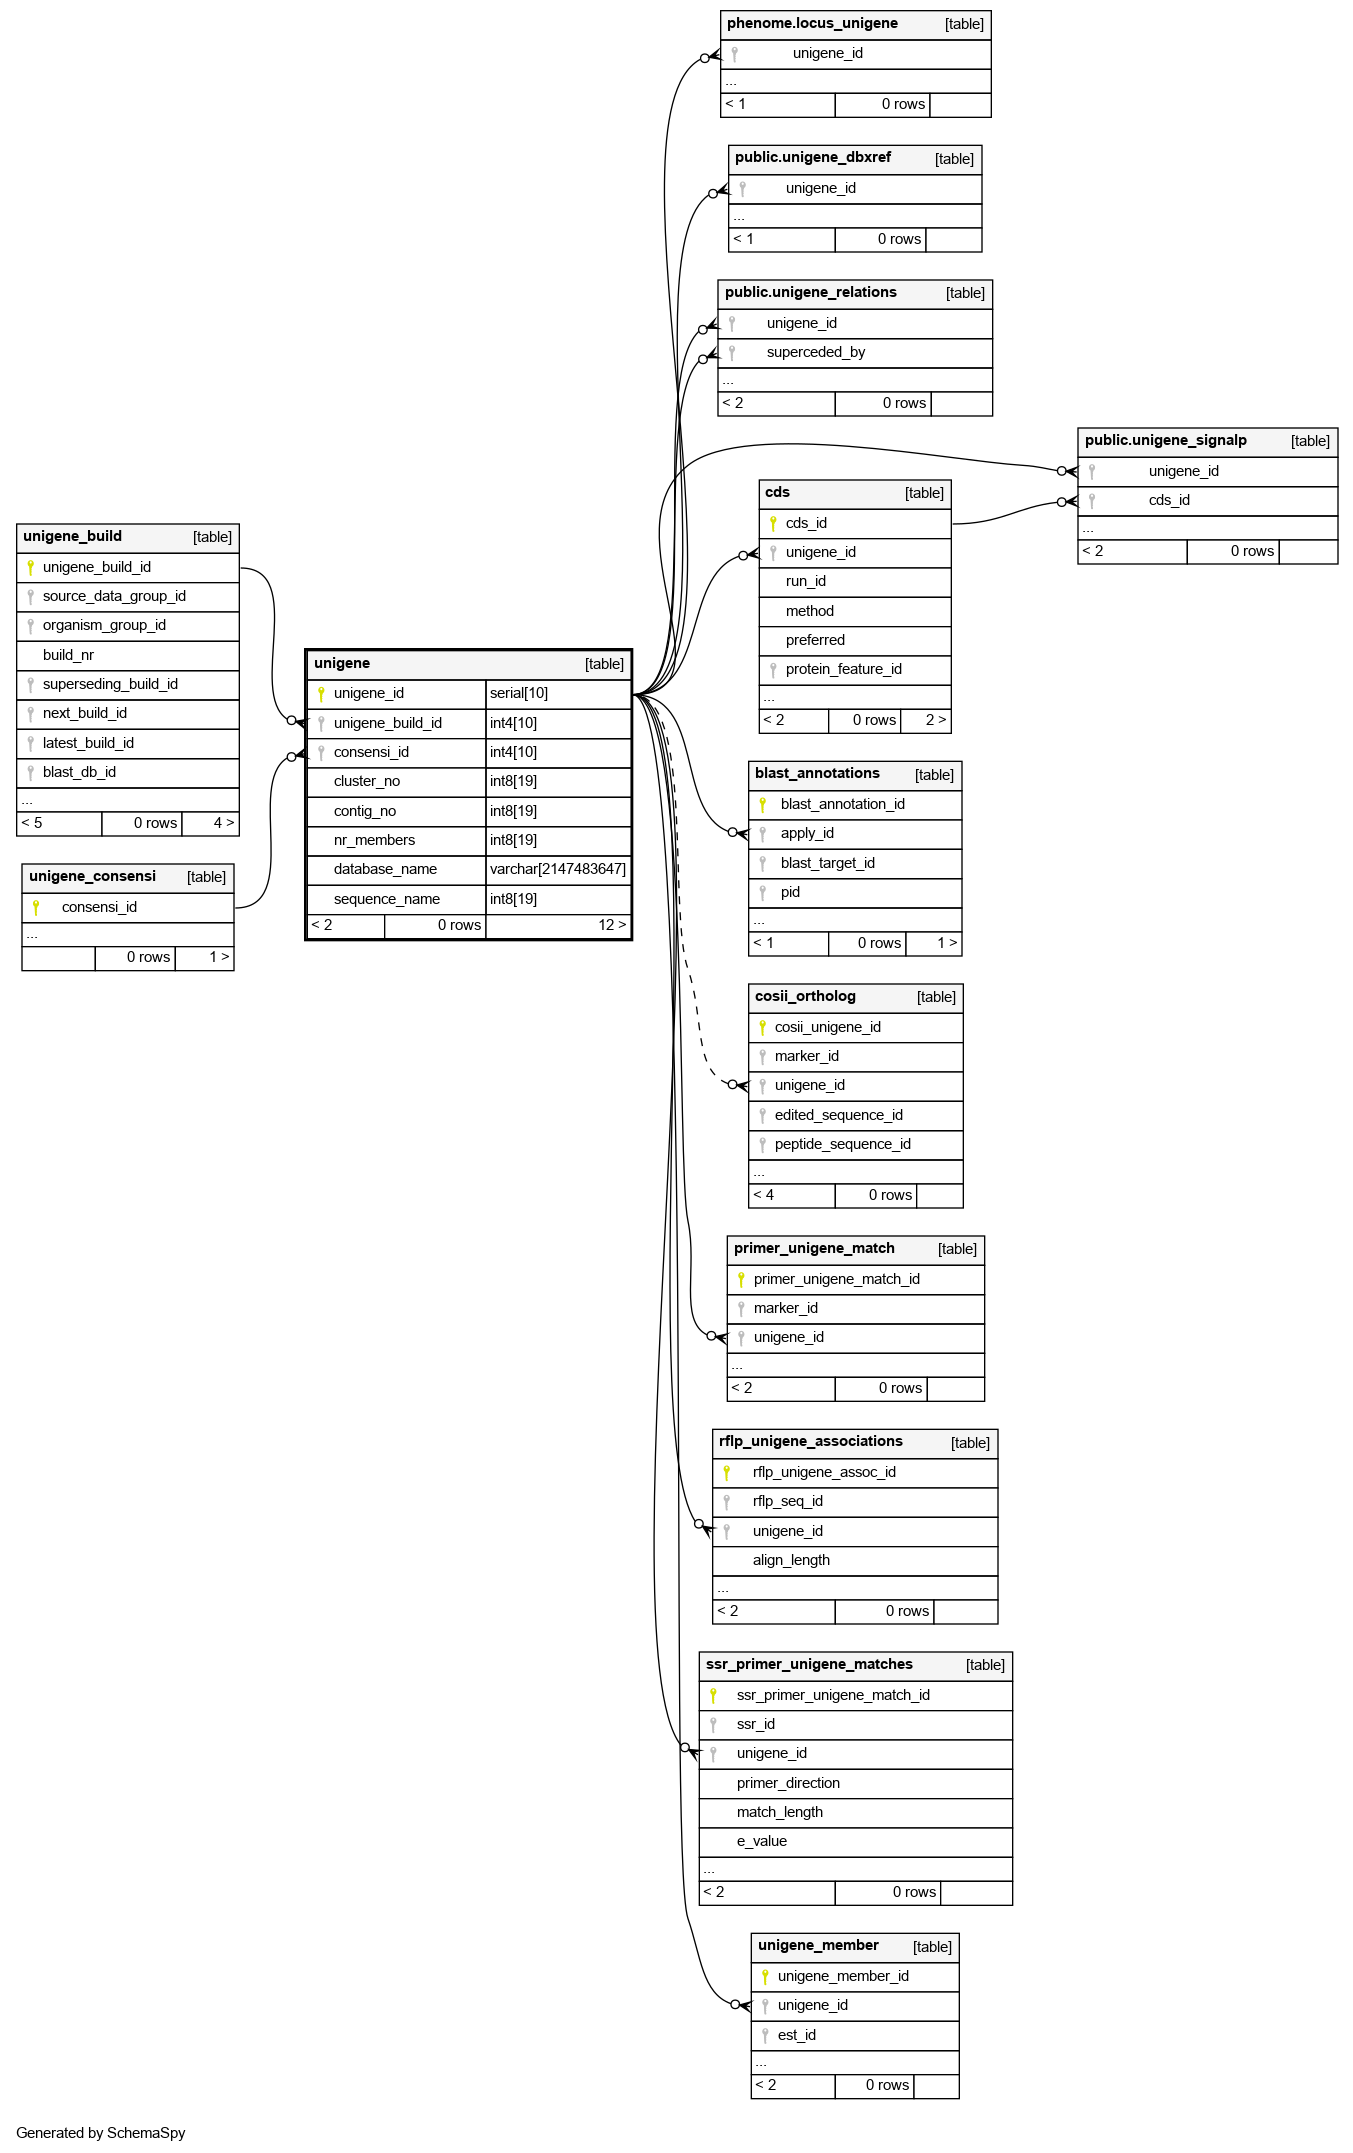 phenome.locus_unigene [table]
unigene_id
...
< 1 0 rows
public.unigene_dbxref [table]
unigene_id
...
< 1 0 rows
public.unigene_relations [table]
unigene_id
superceded_by
...
< 2 0 rows
public.unigene_signalp [table]
unigene_id
cds_id
...
< 2 0 rows
cds [table]
cds_id
unigene_id
run_id
method
preferred
protein_feature_id
...
< 2 0 rows 2 >
unigene_build [table]
unigene_build_id
source_data_group_id
organism_group_id
build_nr
superseding_build_id
next_build_id
latest_build_id
blast_db_id
...
< 5 0 rows 4 >
unigene_consensi [table]
consensi_id
...
0 rows 1 >
unigene [table]
unigene_id serial[10]
unigene_build_id int4[10]
consensi_id int4[10]
cluster_no int8[19]
contig_no int8[19]
nr_members int8[19]
database_name varchar[2147483647]
sequence_name int8[19]
< 2 0 rows 12 >
blast_annotations [table]
blast_annotation_id
apply_id
blast_target_id
pid
...
< 1 0 rows 1 >
cosii_ortholog [table]
cosii_unigene_id
marker_id
unigene_id
edited_sequence_id
peptide_sequence_id
...
< 4 0 rows
primer_unigene_match [table]
primer_unigene_match_id
marker_id
unigene_id
...
< 2 0 rows
rflp_unigene_associations [table]
rflp_unigene_assoc_id
rflp_seq_id
unigene_id
align_length
...
< 2 0 rows
ssr_primer_unigene_matches [table]
ssr_primer_unigene_match_id
ssr_id
unigene_id
primer_direction
match_length
e_value
...
< 2 0 rows
unigene_member [table]
unigene_member_id
unigene_id
est_id
...
< 2 0 rows
Generated by SchemaSpy